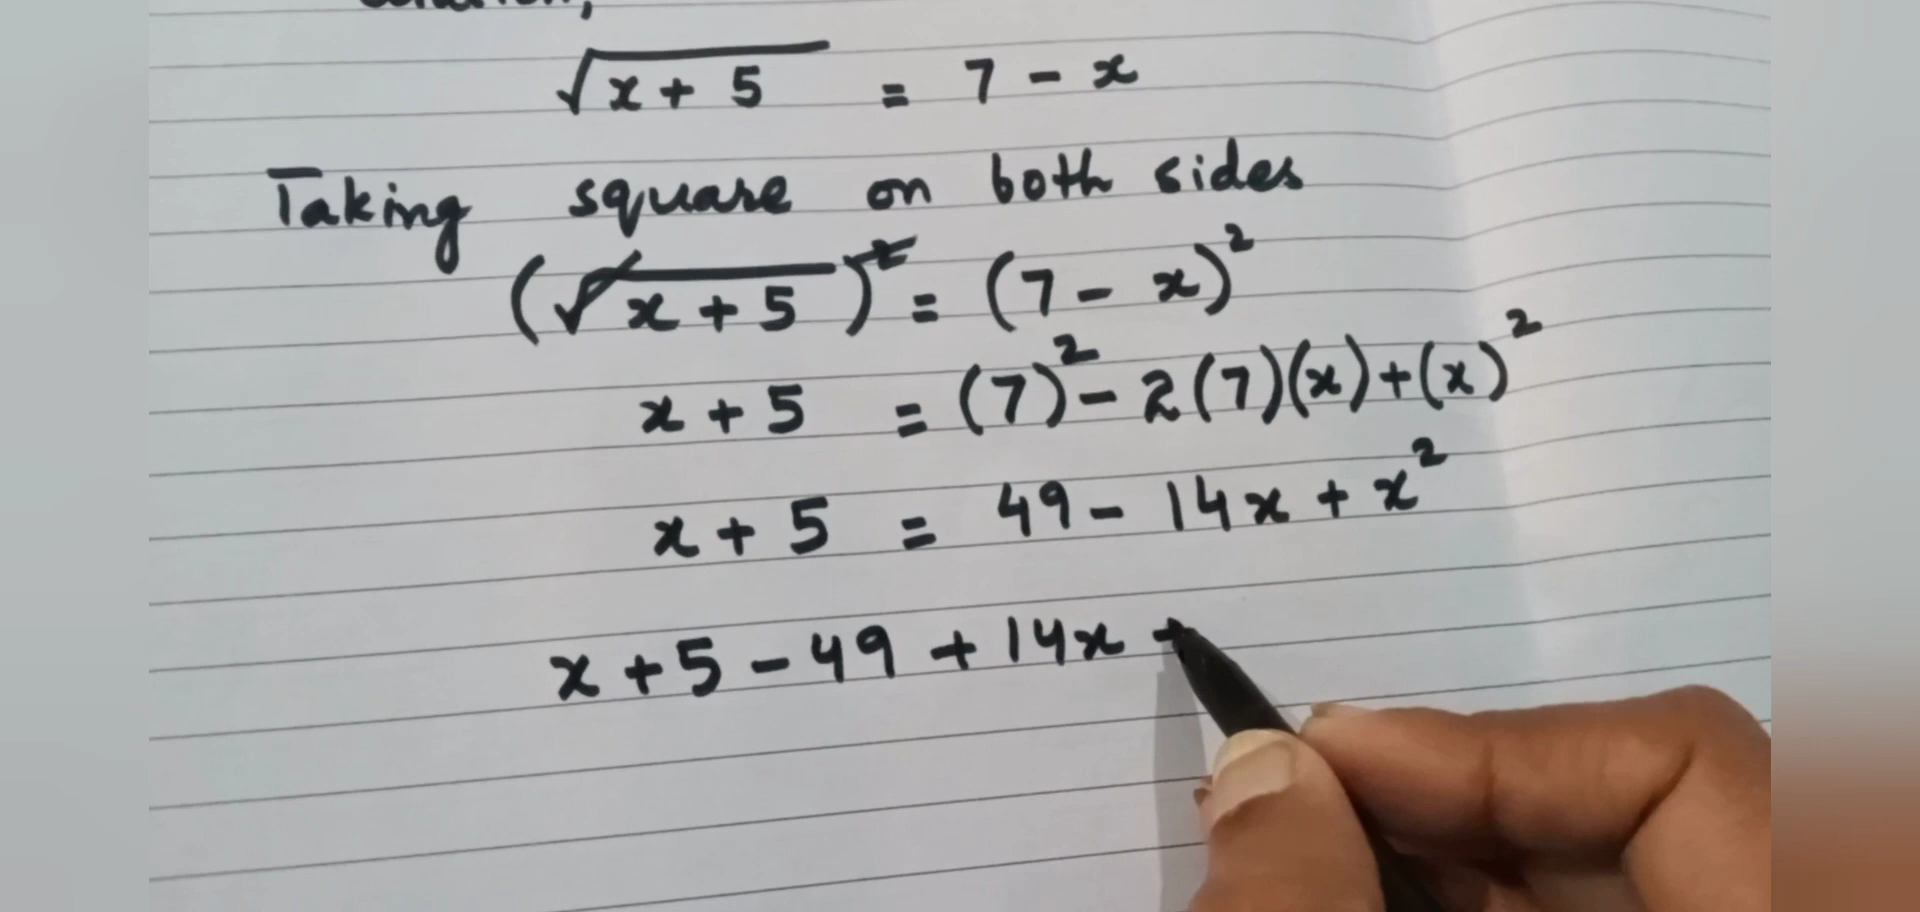 √x + 5 = 7 - x
Taking square on both sides
(√x + 5)² = (7 - x)²
x + 5 = (7)² - 2(7)(x)+(x)²
x + 5 = 49 - 14x + x²
x + 5 - 49 + 14x